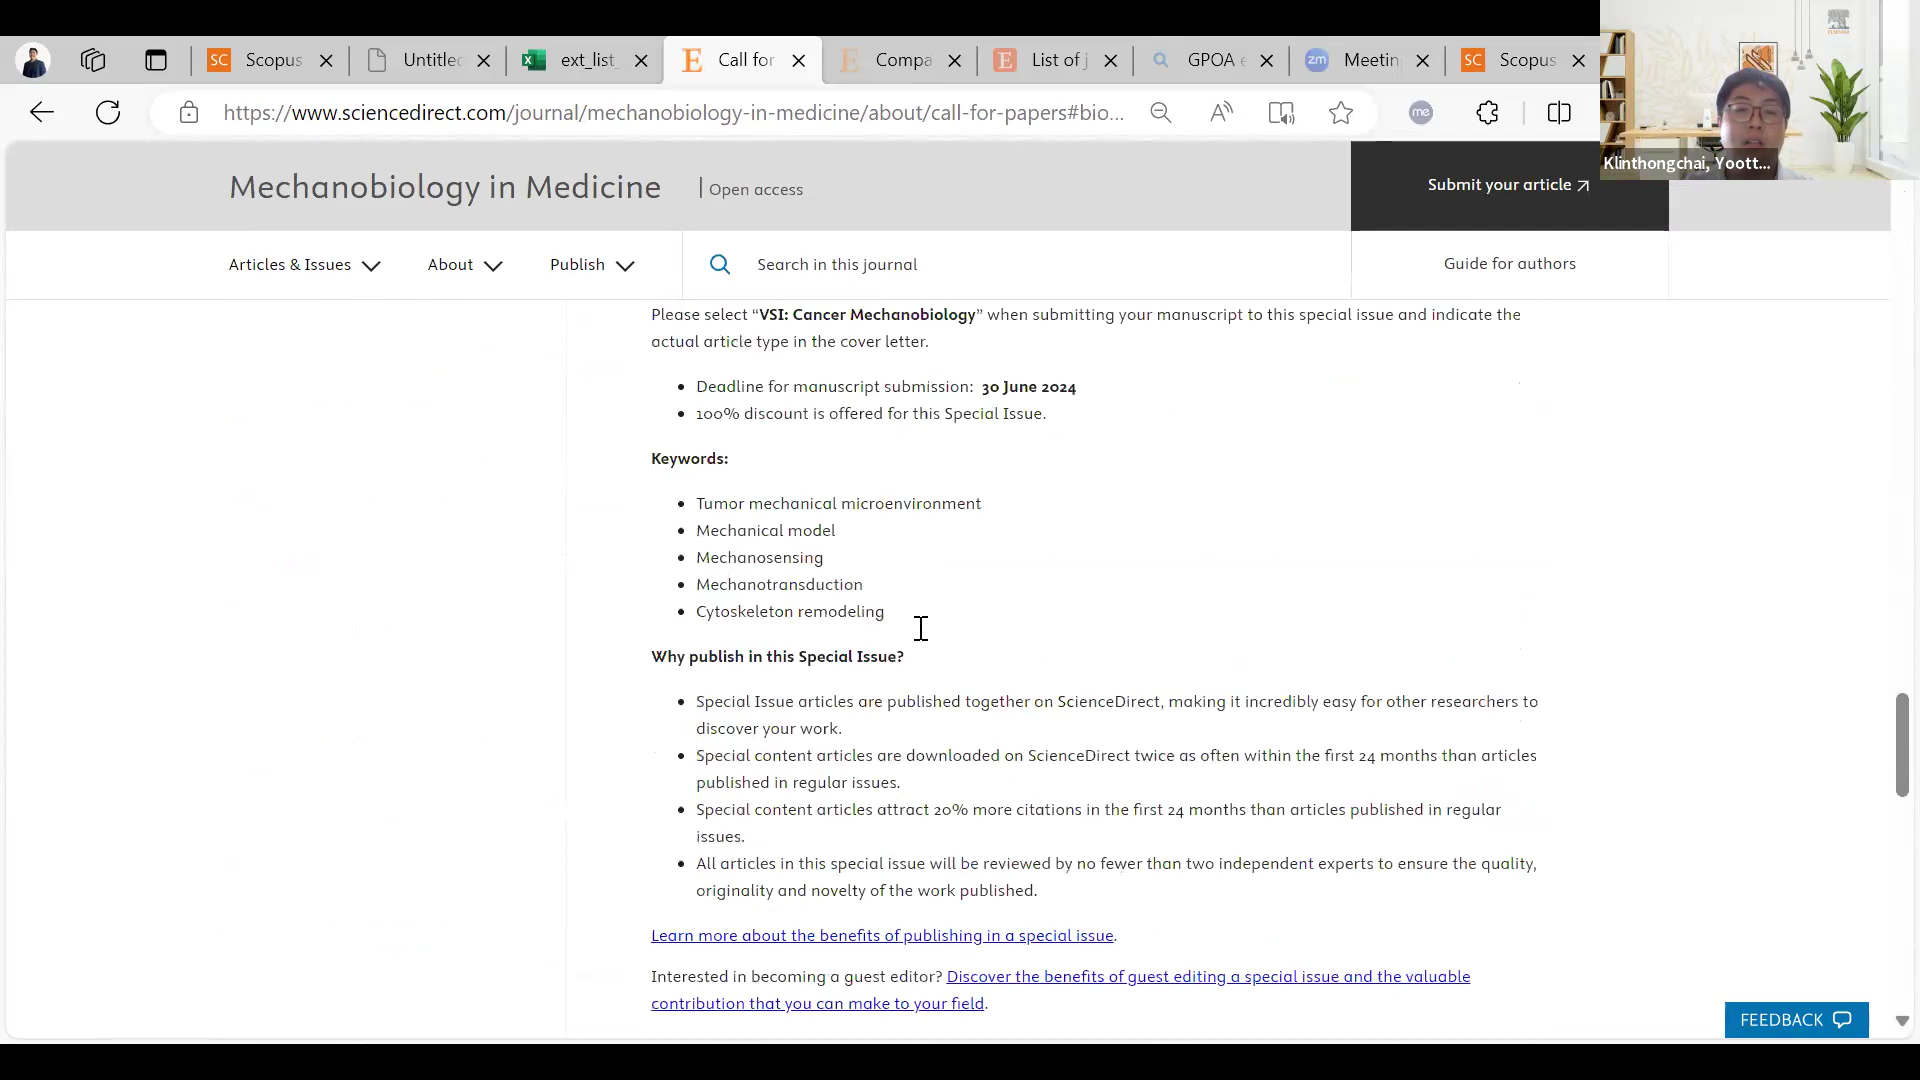 SC Scopus
Untitlec
ext_list_
E Call for
E Compa
E List of j
GPOA e
zm Meetin
SC Scopus
https://www.sciencedirect.com/journal/mechanobiology-in-medicine/about/call-for-papers#bio...
me
Klinthongchai, Yoott...
Mechanobiology in Medicine
Open access
Submit your article
Articles & Issues
About
Publish
Search in this journal
Guide for authors
Please select “VSI: Cancer Mechanobiology” when submitting your manuscript to this special issue and indicate the
actual article type in the cover letter.
• Deadline for manuscript submission: 30 June 2024
• 100% discount is offered for this Special Issue.
Keywords:
• Tumor mechanical microenvironment
• Mechanical model
• Mechanosensing
• Mechanotransduction
• Cytoskeleton remodeling
Why publish in this Special Issue?
• Special Issue articles are published together on ScienceDirect, making it incredibly easy for other researchers to
discover your work.
• Special content articles are downloaded on ScienceDirect twice as often within the first 24 months than articles
published in regular issues.
• Special content articles attract 20% more citations in the first 24 months than articles published in regular
issues.
• All articles in this special issue will be reviewed by no fewer than two independent experts to ensure the quality,
originality and novelty of the work published.
Learn more about the benefits of publishing in a special issue.
Interested in becoming a guest editor? Discover the benefits of guest editing a special issue and the valuable
contribution that you can make to your field.
FEEDBACK